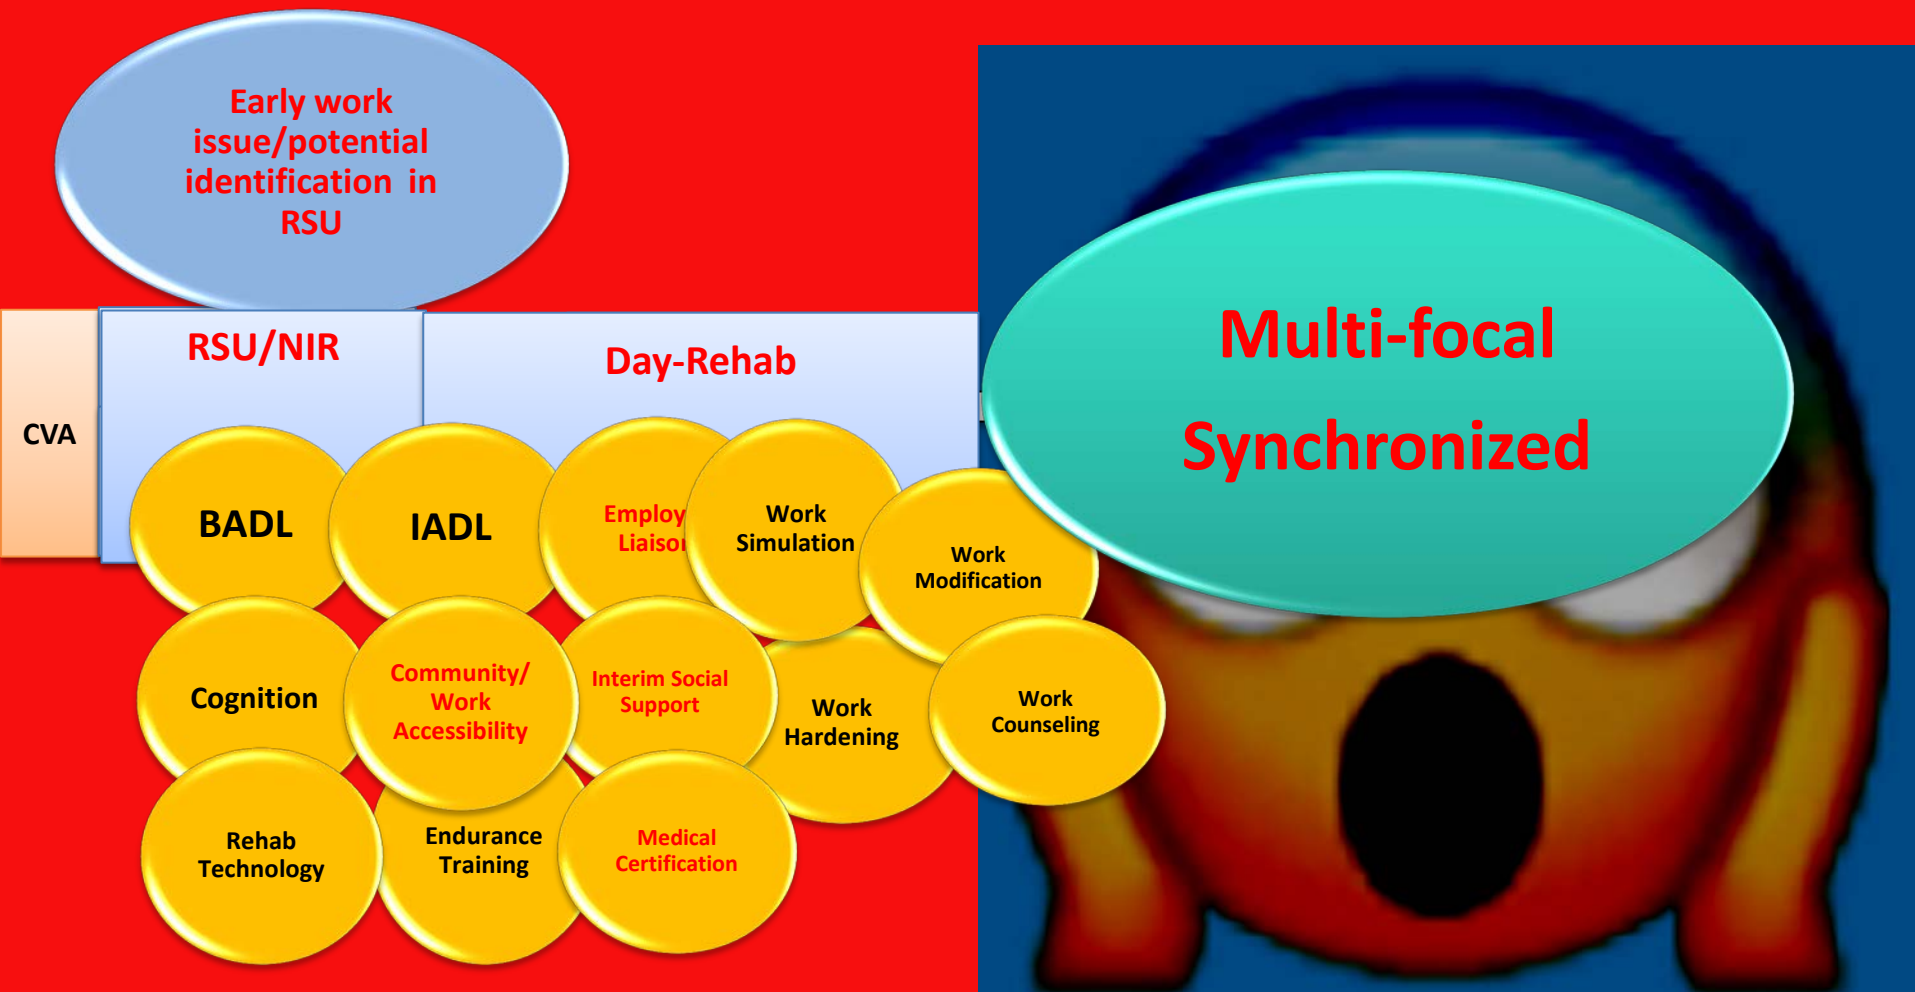 Early work
issue/potential
identification in
RSU
CVA
RSU/NIR
Day-Rehab
Multi-focal
Synchronized
BADL
IADL
Liaison
Work
Simulation
Work
Modification
Cognition
Community/
Work
Accessibility
Interim Social
Support
Work
Hardening
Work
Counseling
Rehab
Technology
Endurance
Training
Medical
Certification